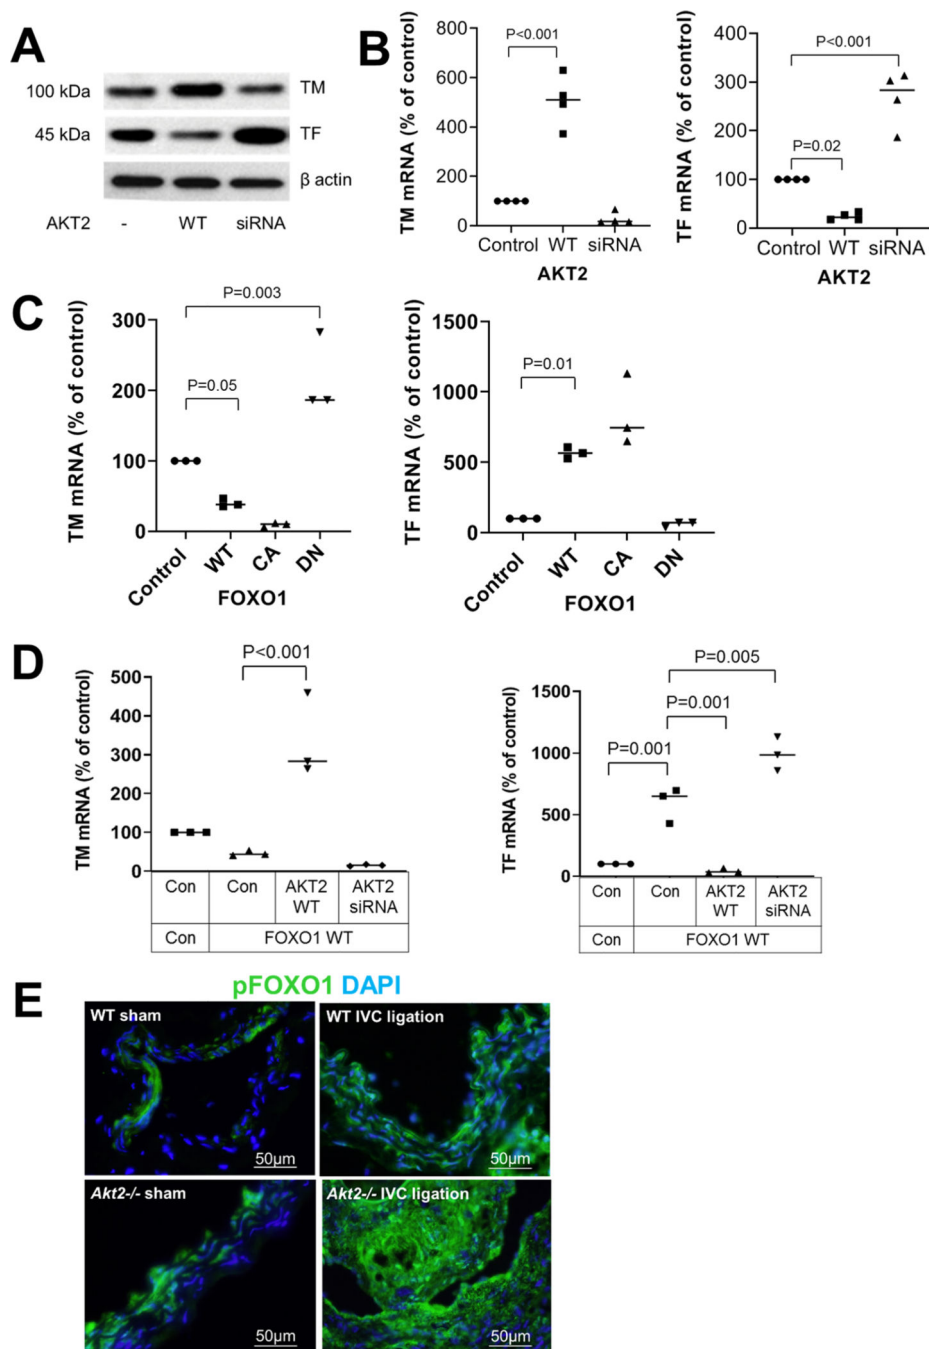 A
100 kDa
TM
45 kDa
TF
β actin
AKT2 - WT siRNA
B
TM mRNA (% of control)
800
600
400
200
0
P<0.001
Control WT siRNA
AKT2
TF mRNA (% of control)
400
300
200
100
0
P<0.001
P=0.02
Control WT siRNA
AKT2
C
TM mRNA (% of control)
300
200
100
0
P=0.003
P=0.05
Control WT CA DN
FOXO1
TF mRNA (% of control)
1500
1000
500
0
P=0.01
Control WT CA DN
FOXO1
D
TM mRNA (% of control)
500
400
300
200
100
0
P<0.001
Con Con AKT2 AKT2
WT siRNA
Con FOXO1 WT
TF mRNA (% of control)
1500
1000
500
0
P=0.005
P=0.001
P=0.001
Con Con AKT2 AKT2
WT siRNA
Con FOXO1 WT
E
pFOXO1 DAPI
WT sham
50µm
WT IVC ligation
50µm
Akt2-/- sham
50µm
Akt2-/- IVC ligation
50µm